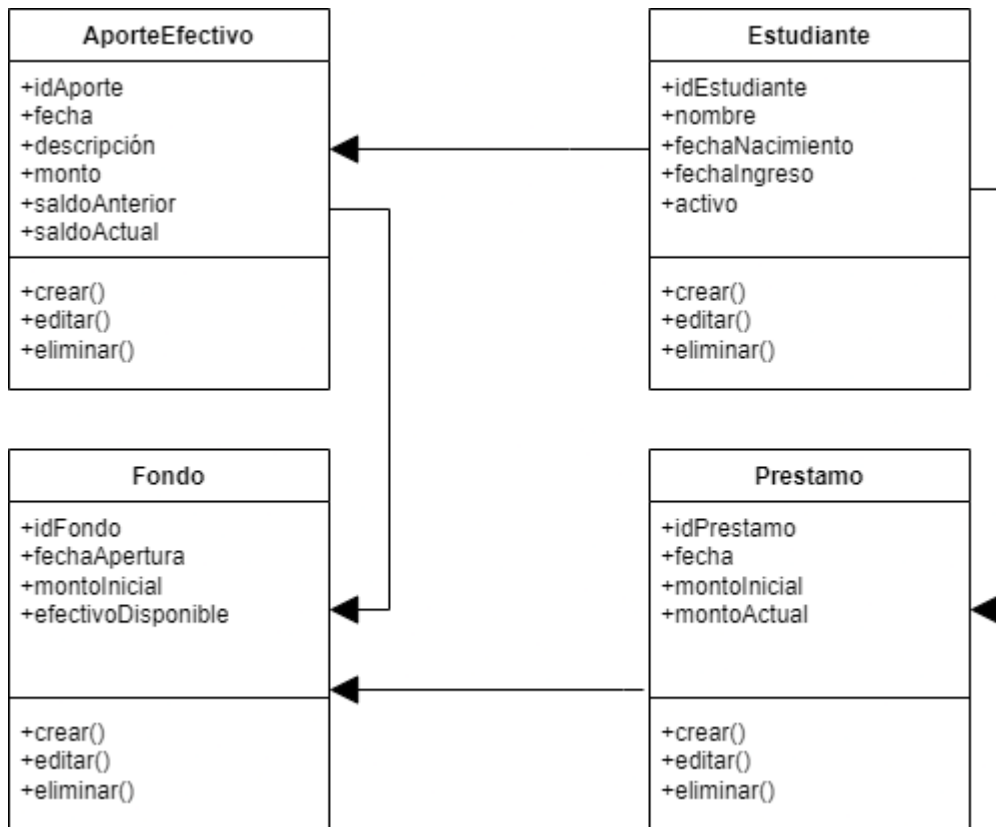 AporteEfectivo
+idAporte
+fecha
+descripción
+monto
+saldoAnterior
+saldoActual
+crear()
+editar()
+eliminar()
Estudiante
+idEstudiante
+nombre
+fechaNacimiento
+fechaIngreso
+activo
+crear()
+editar()
+eliminar()
Fondo
+idFondo
+fechaApertura
+montoInicial
+efectivoDisponible
+crear()
+editar()
+eliminar()
Prestamo
+idPrestamo
+fecha
+montoInicial
+montoActual
+crear()
+editar()
+eliminar()